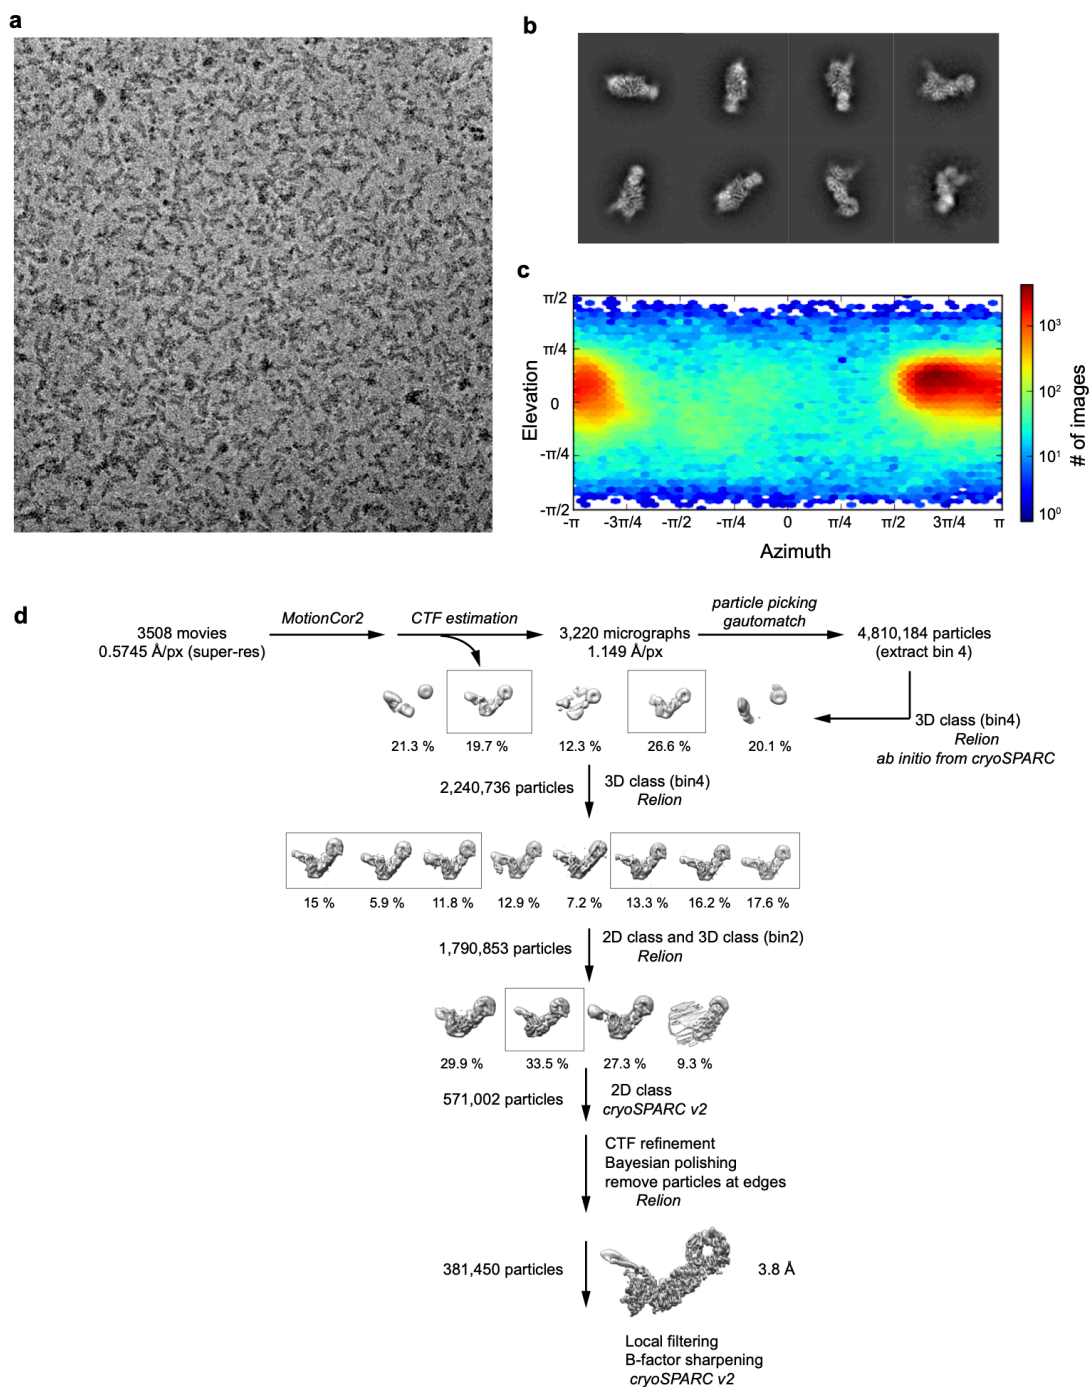 a
b
c
π/2
π/4
0
-π/4
-π/2
Elevation
-π
-3π/4
-π/2
-π/4
0
π/4
π/2
3π/4
π
Azimuth
10³
10²
10¹
10⁰
# of images
d
3508 movies
0.5745 Å/px (super-res)
MotionCor2
CTF estimation
3,220 micrographs
1.149 Å/px
particle picking
gautomatch
4,810,184 particles
(extract bin 4)
3D class (bin4)
Relion
ab initio from cryoSPARC
21.3 %
19.7 %
12.3 %
26.6 %
20.1 %
2,240,736 particles
3D class (bin4)
Relion
15 %
5.9 %
11.8 %
12.9 %
7.2 %
13.3 %
16.2 %
17.6 %
1,790,853 particles
2D class and 3D class (bin2)
Relion
29.9 %
33.5 %
27.3 %
9.3 %
571,002 particles
2D class
cryoSPARC v2
CTF refinement
Bayesian polishing
remove particles at edges
Relion
381,450 particles
3.8 Å
Local filtering
B-factor sharpening
cryoSPARC v2